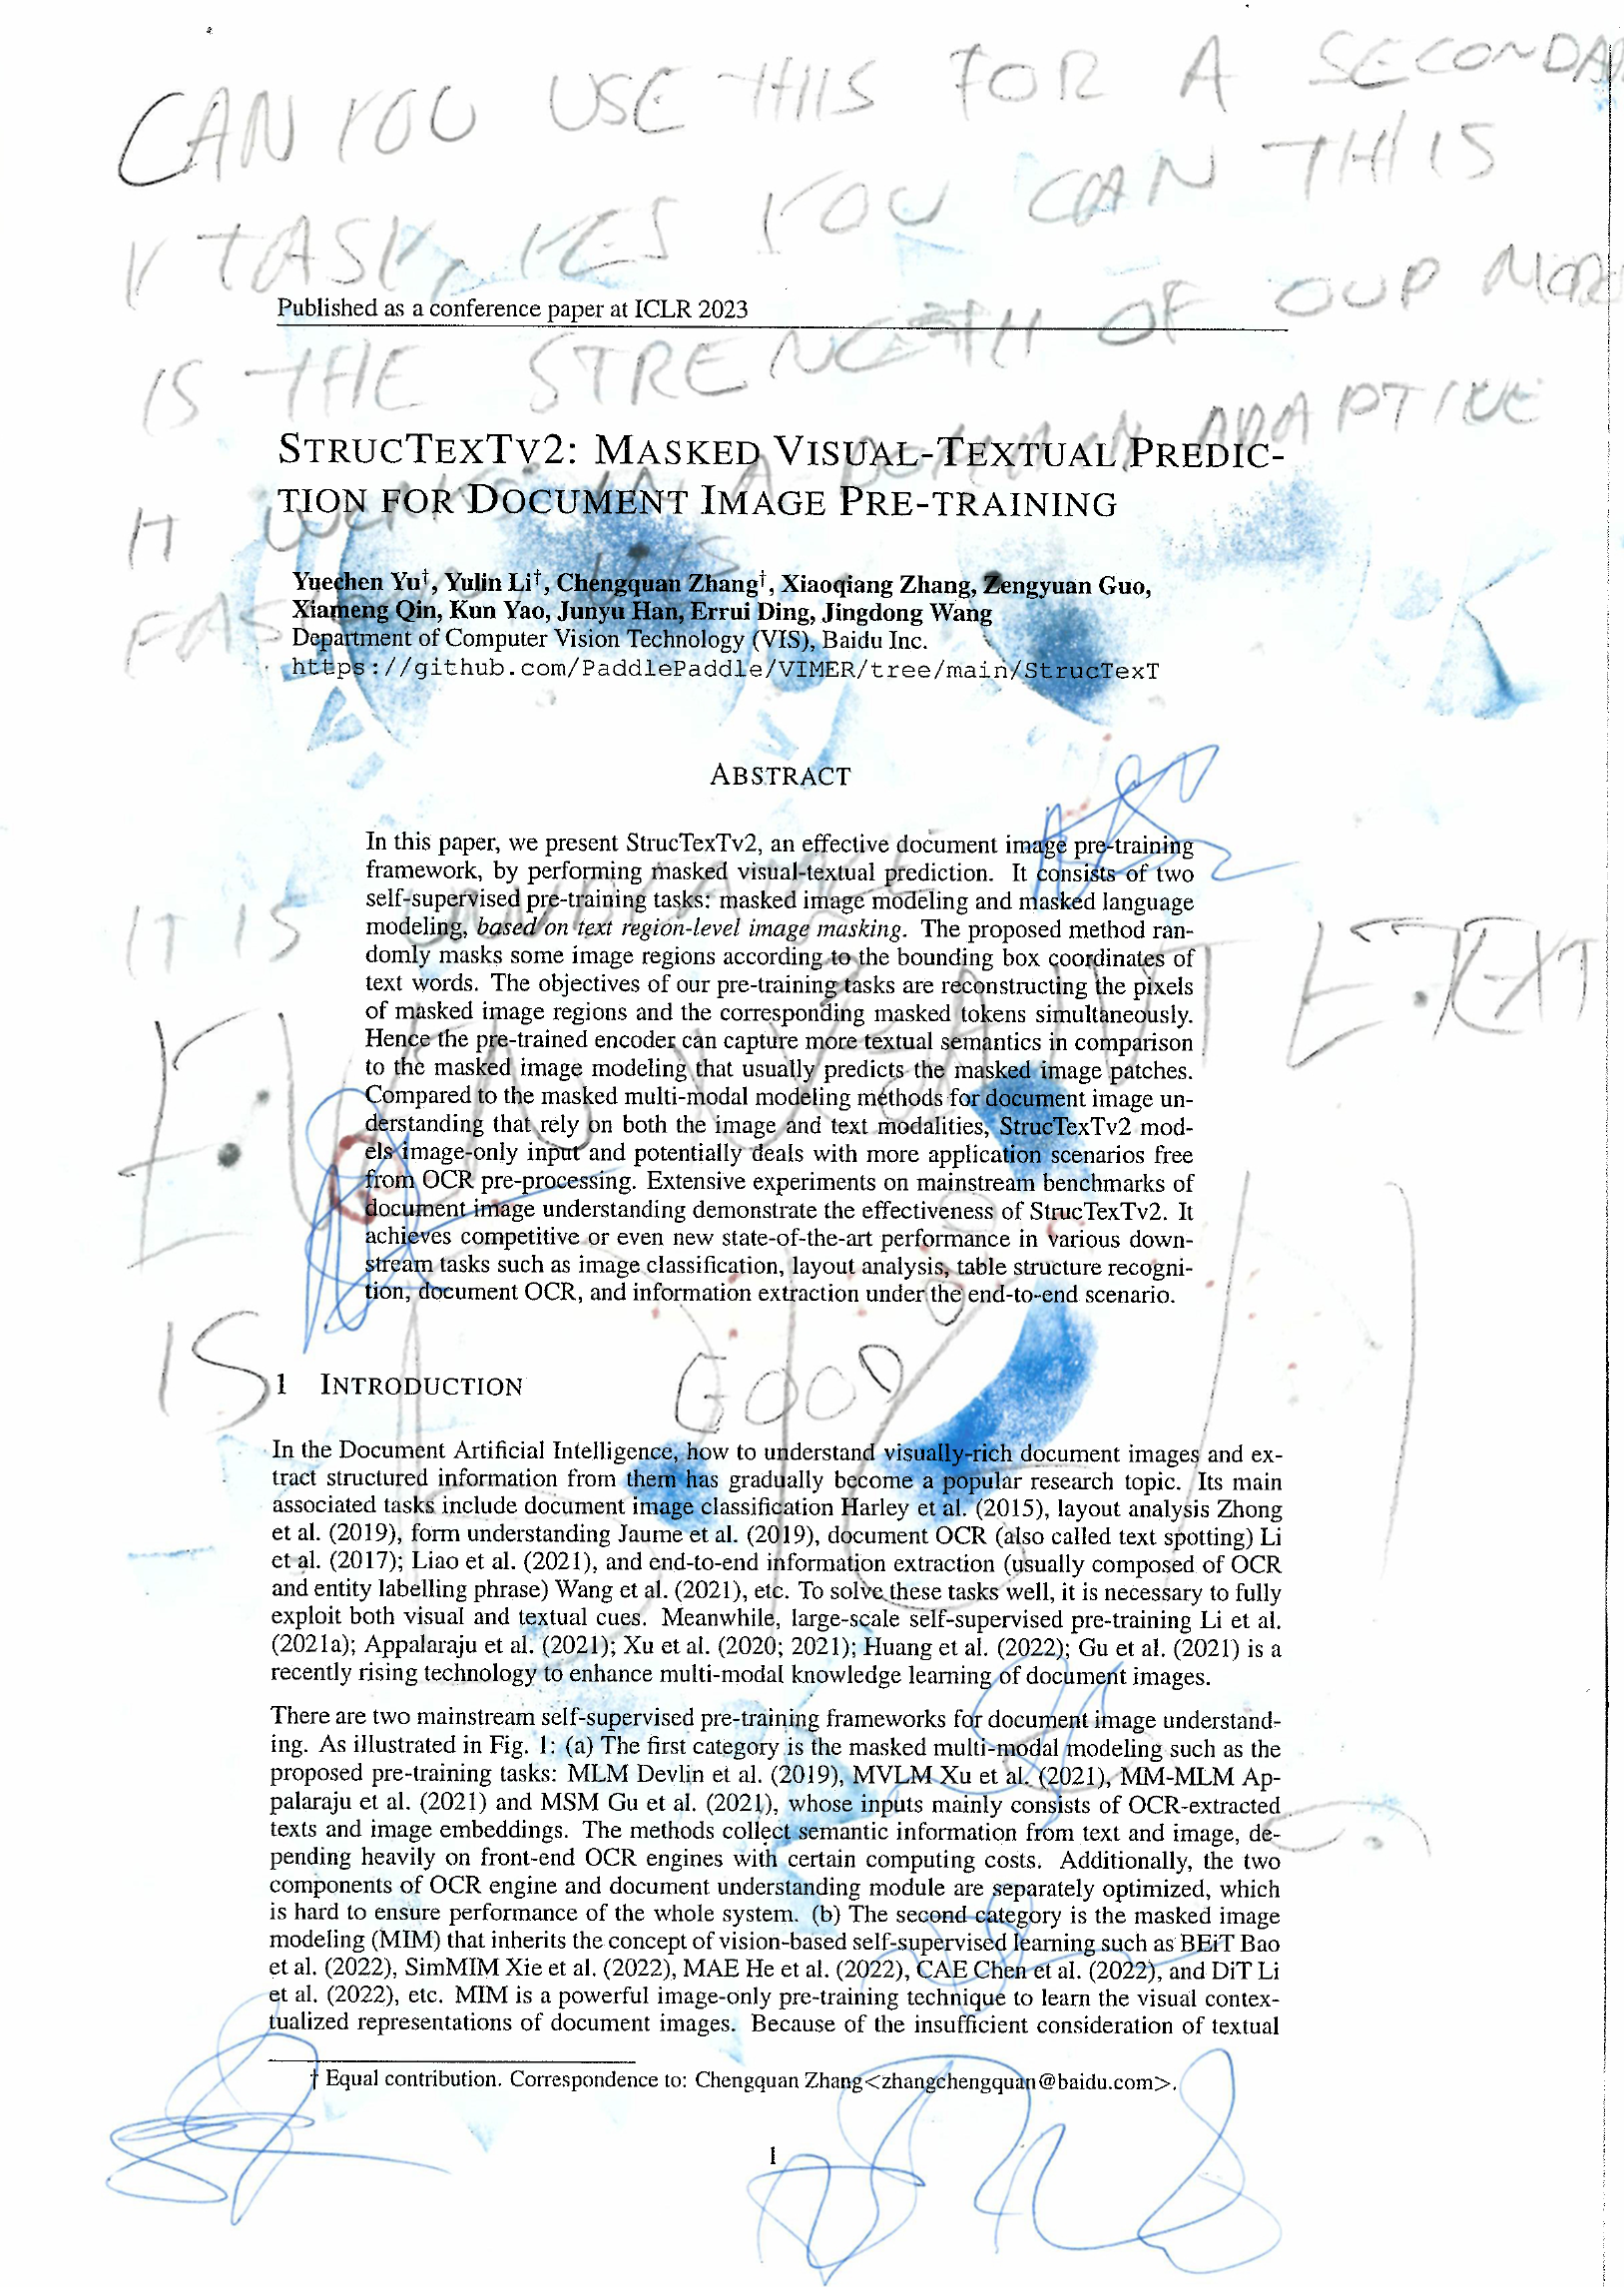 CAN YOU USE THIS FOR A SECONDA
Y TASK, YES YOU CAN THIS
IS THE STRENGTH OF OUR MOD
ADAPTIVE
IT WORKS IN A
FAS
Published as a conference paper at ICLR 2023
STRUCTEXTV2: MASKED VISUAL-TEXTUAL PREDIC-
TION FOR DOCUMENT IMAGE PRE-TRAINING
Yuechen Yu†, Yulin Li†, Chengquan Zhang†, Xiaoqiang Zhang, Zengyuan Guo,
Xiameng Qin, Kun Yao, Junyu Han, Errui Ding, Jingdong Wang
Department of Computer Vision Technology (VIS), Baidu Inc.
https://github.com/PaddlePaddle/VIMER/tree/main/StrucTexT
ABSTRACT
In this paper, we present StrucTexTv2, an effective document image pre-training
framework, by performing masked visual-textual prediction. It consists of two
self-supervised pre-training tasks: masked image modeling and masked language
modeling, based on text region-level image masking. The proposed method ran-
domly masks some image regions according to the bounding box coordinates of
text words. The objectives of our pre-training tasks are reconstructing the pixels
of masked image regions and the corresponding masked tokens simultaneously.
Hence the pre-trained encoder can capture more textual semantics in comparison
to the masked image modeling that usually predicts the masked image patches.
Compared to the masked multi-modal modeling methods for document image un-
derstanding that rely on both the image and text modalities, StrucTexTv2 mod-
els image-only input and potentially deals with more application scenarios free
from OCR pre-processing. Extensive experiments on mainstream benchmarks of
document image understanding demonstrate the effectiveness of StrucTexTv2. It
achieves competitive or even new state-of-the-art performance in various down-
stream tasks such as image classification, layout analysis, table structure recogni-
tion, document OCR, and information extraction under the end-to-end scenario.
IT IS
EVEN
TEXT
IS GOOD
1 INTRODUCTION
In the Document Artificial Intelligence, how to understand visually-rich document images and ex-
tract structured information from them has gradually become a popular research topic. Its main
associated tasks include document image classification Harley et al. (2015), layout analysis Zhong
et al. (2019), form understanding Jaume et al. (2019), document OCR (also called text spotting) Li
et al. (2017); Liao et al. (2021), and end-to-end information extraction (usually composed of OCR
and entity labelling phrase) Wang et al. (2021), etc. To solve these tasks well, it is necessary to fully
exploit both visual and textual cues. Meanwhile, large-scale self-supervised pre-training Li et al.
(2021a); Appalaraju et al. (2021); Xu et al. (2020; 2021); Huang et al. (2022); Gu et al. (2021) is a
recently rising technology to enhance multi-modal knowledge learning of document images.
There are two mainstream self-supervised pre-training frameworks for document image understand-
ing. As illustrated in Fig. 1: (a) The first category is the masked multi-modal modeling such as the
proposed pre-training tasks: MLM Devlin et al. (2019), MVLM Xu et al. (2021), MM-MLM Ap-
palaraju et al. (2021) and MSM Gu et al. (2021), whose inputs mainly consists of OCR-extracted
texts and image embeddings. The methods collect semantic information from text and image, de-
pending heavily on front-end OCR engines with certain computing costs. Additionally, the two
components of OCR engine and document understanding module are separately optimized, which
is hard to ensure performance of the whole system. (b) The second category is the masked image
modeling (MIM) that inherits the concept of vision-based self-supervised learning such as BEiT Bao
et al. (2022), SimMIM Xie et al. (2022), MAE He et al. (2022), CAE Chen et al. (2022), and DiT Li
et al. (2022), etc. MIM is a powerful image-only pre-training technique to learn the visual contex-
tualized representations of document images. Because of the insufficient consideration of textual
† Equal contribution. Correspondence to: Chengquan Zhang<zhangchengquan@baidu.com>.
1